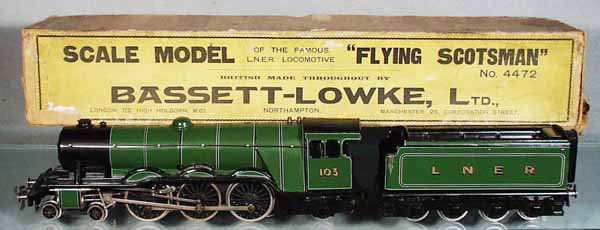 SCALE MODEL OF THE FAMOUS L.N.E.R. LOCOMOTIVE "FLYING SCOTSMAN"
No. 4472
BRITISH MADE THROUGHOUT BY
BASSETT-LOWKE, LTD.,
LONDON: 112 HIGH HOLBORN, W.C.1. NORTHAMPTON. MANCHESTER: 28, CORPORATION STREET.
103
L N E R